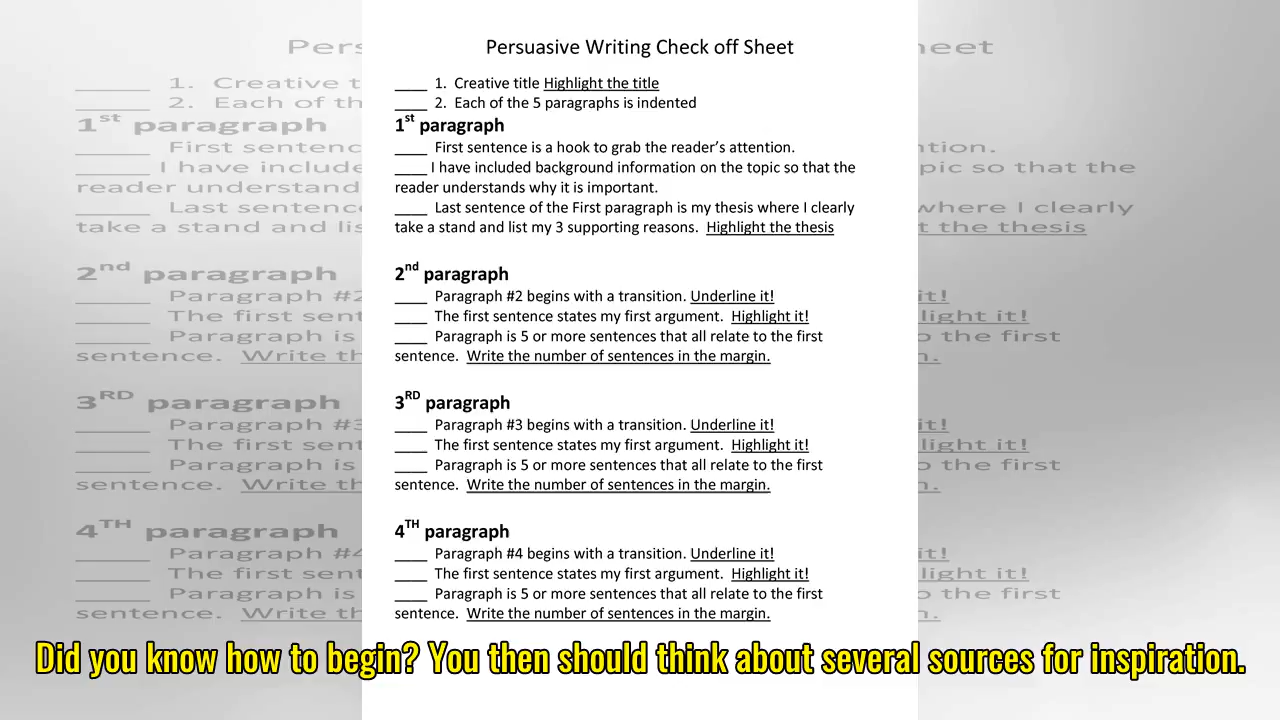 Persuasive Writing Check off Sheet
____ 1. Creative title Highlight the title
____ 2. Each of the 5 paragraphs is indented
1st paragraph
____ First sentence is a hook to grab the reader’s attention.
____ I have included background information on the topic so that the
reader understands why it is important.
____ Last sentence of the First paragraph is my thesis where I clearly
take a stand and list my 3 supporting reasons. Highlight the thesis
2nd paragraph
____ Paragraph #2 begins with a transition. Underline it!
____ The first sentence states my first argument. Highlight it!
____ Paragraph is 5 or more sentences that all relate to the first
sentence. Write the number of sentences in the margin.
3RD paragraph
____ Paragraph #3 begins with a transition. Underline it!
____ The first sentence states my first argument. Highlight it!
____ Paragraph is 5 or more sentences that all relate to the first
sentence. Write the number of sentences in the margin.
4TH paragraph
____ Paragraph #4 begins with a transition. Underline it!
____ The first sentence states my first argument. Highlight it!
____ Paragraph is 5 or more sentences that all relate to the first
sentence. Write the number of sentences in the margin.
Did you know how to begin? You then should think about several sources for inspiration.